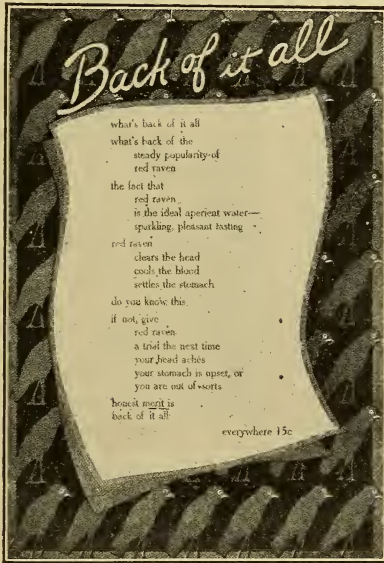 Back of it all
what's back of it all
what's back of the
steady popularity of
red raven
the fact that
red raven
is the ideal aperient water—
sparkling, pleasant tasting
red raven
clears the head
cools the blood
settles the stomach
do you know this
if not, give
red raven
a trial the next time
your head aches
your stomach is upset, or
you are out of sorts
honest merit is
back of it all
everywhere 15c